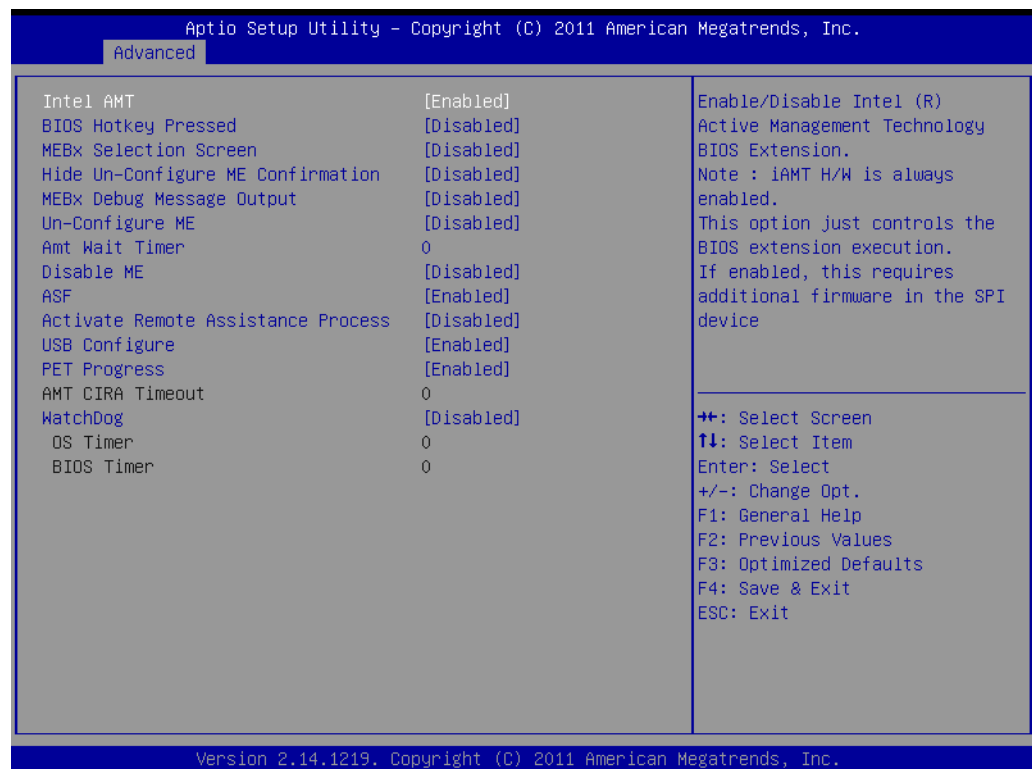 Aptio Setup Utility – Copyright (C) 2011 American Megatrends, Inc.
Advanced
Intel AMT [Enabled]
BIOS Hotkey Pressed [Disabled]
MEBx Selection Screen [Disabled]
Hide Un-Configure ME Confirmation [Disabled]
MEBx Debug Message Output [Disabled]
Un-Configure ME [Disabled]
Amt Wait Timer 0
Disable ME [Disabled]
ASF [Enabled]
Activate Remote Assistance Process [Disabled]
USB Configure [Enabled]
PET Progress [Enabled]
AMT CIRA Timeout 0
WatchDog [Disabled]
OS Timer 0
BIOS Timer 0
Enable/Disable Intel (R)
Active Management Technology
BIOS Extension.
Note : iAMT H/W is always
enabled.
This option just controls the
BIOS extension execution.
If enabled, this requires
additional firmware in the SPI
device
→←: Select Screen
↑↓: Select Item
Enter: Select
+/-: Change Opt.
F1: General Help
F2: Previous Values
F3: Optimized Defaults
F4: Save & Exit
ESC: Exit
Version 2.14.1219. Copyright (C) 2011 American Megatrends, Inc.